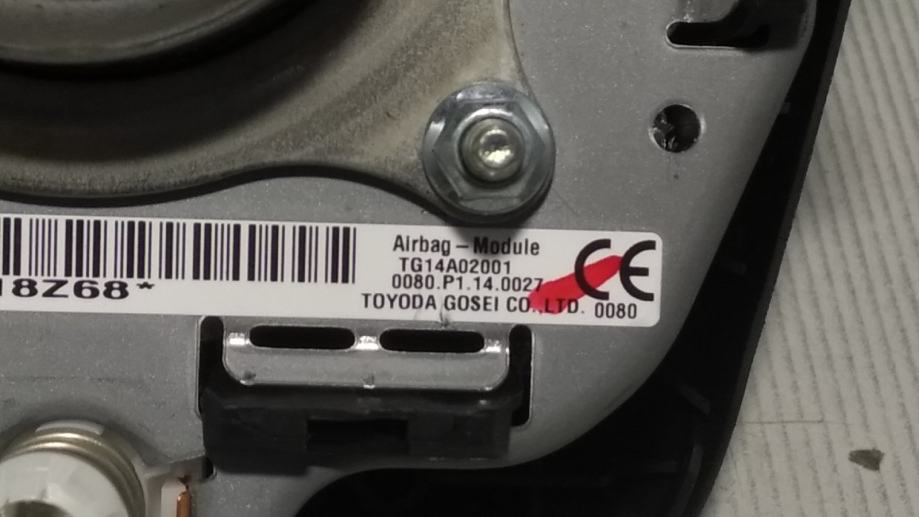 Airbag – Module
TG14A02001
0080.P1.14.0027
TOYODA GOSEI CO.,LTD. 0080
CE
18Z68*